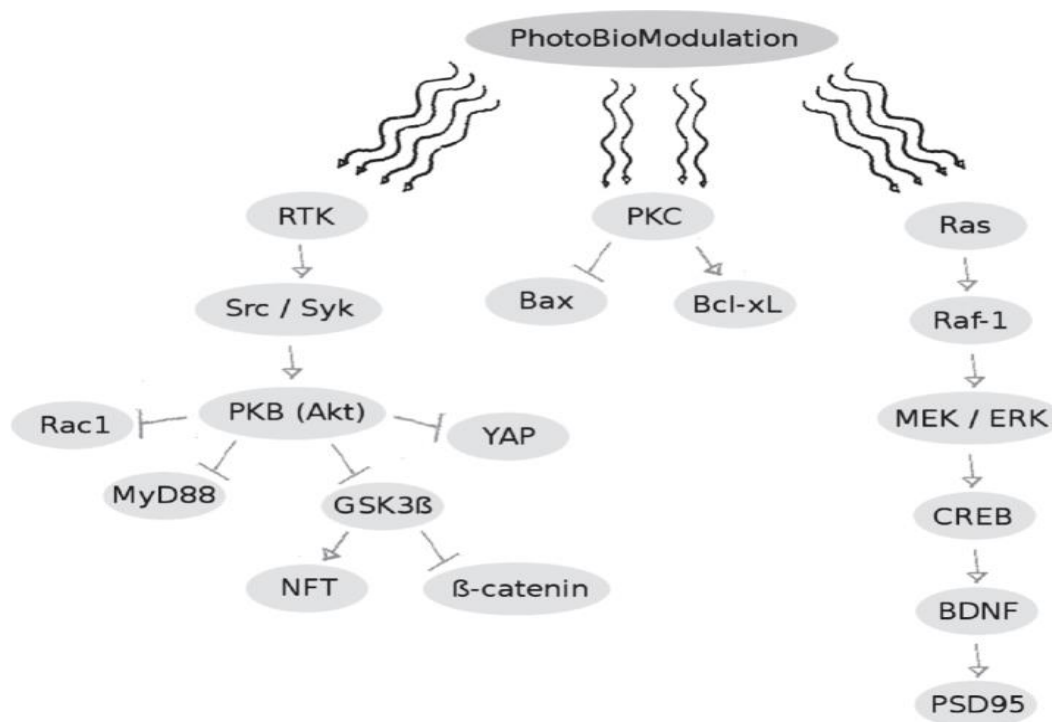 PhotoBioModulation
RTK
PKC
Ras
Src / Syk
Bax
Bcl-xL
Raf-1
Rac1
PKB (Akt)
YAP
MEK / ERK
MyD88
GSK3ß
CREB
NFT
ß-catenin
BDNF
PSD95